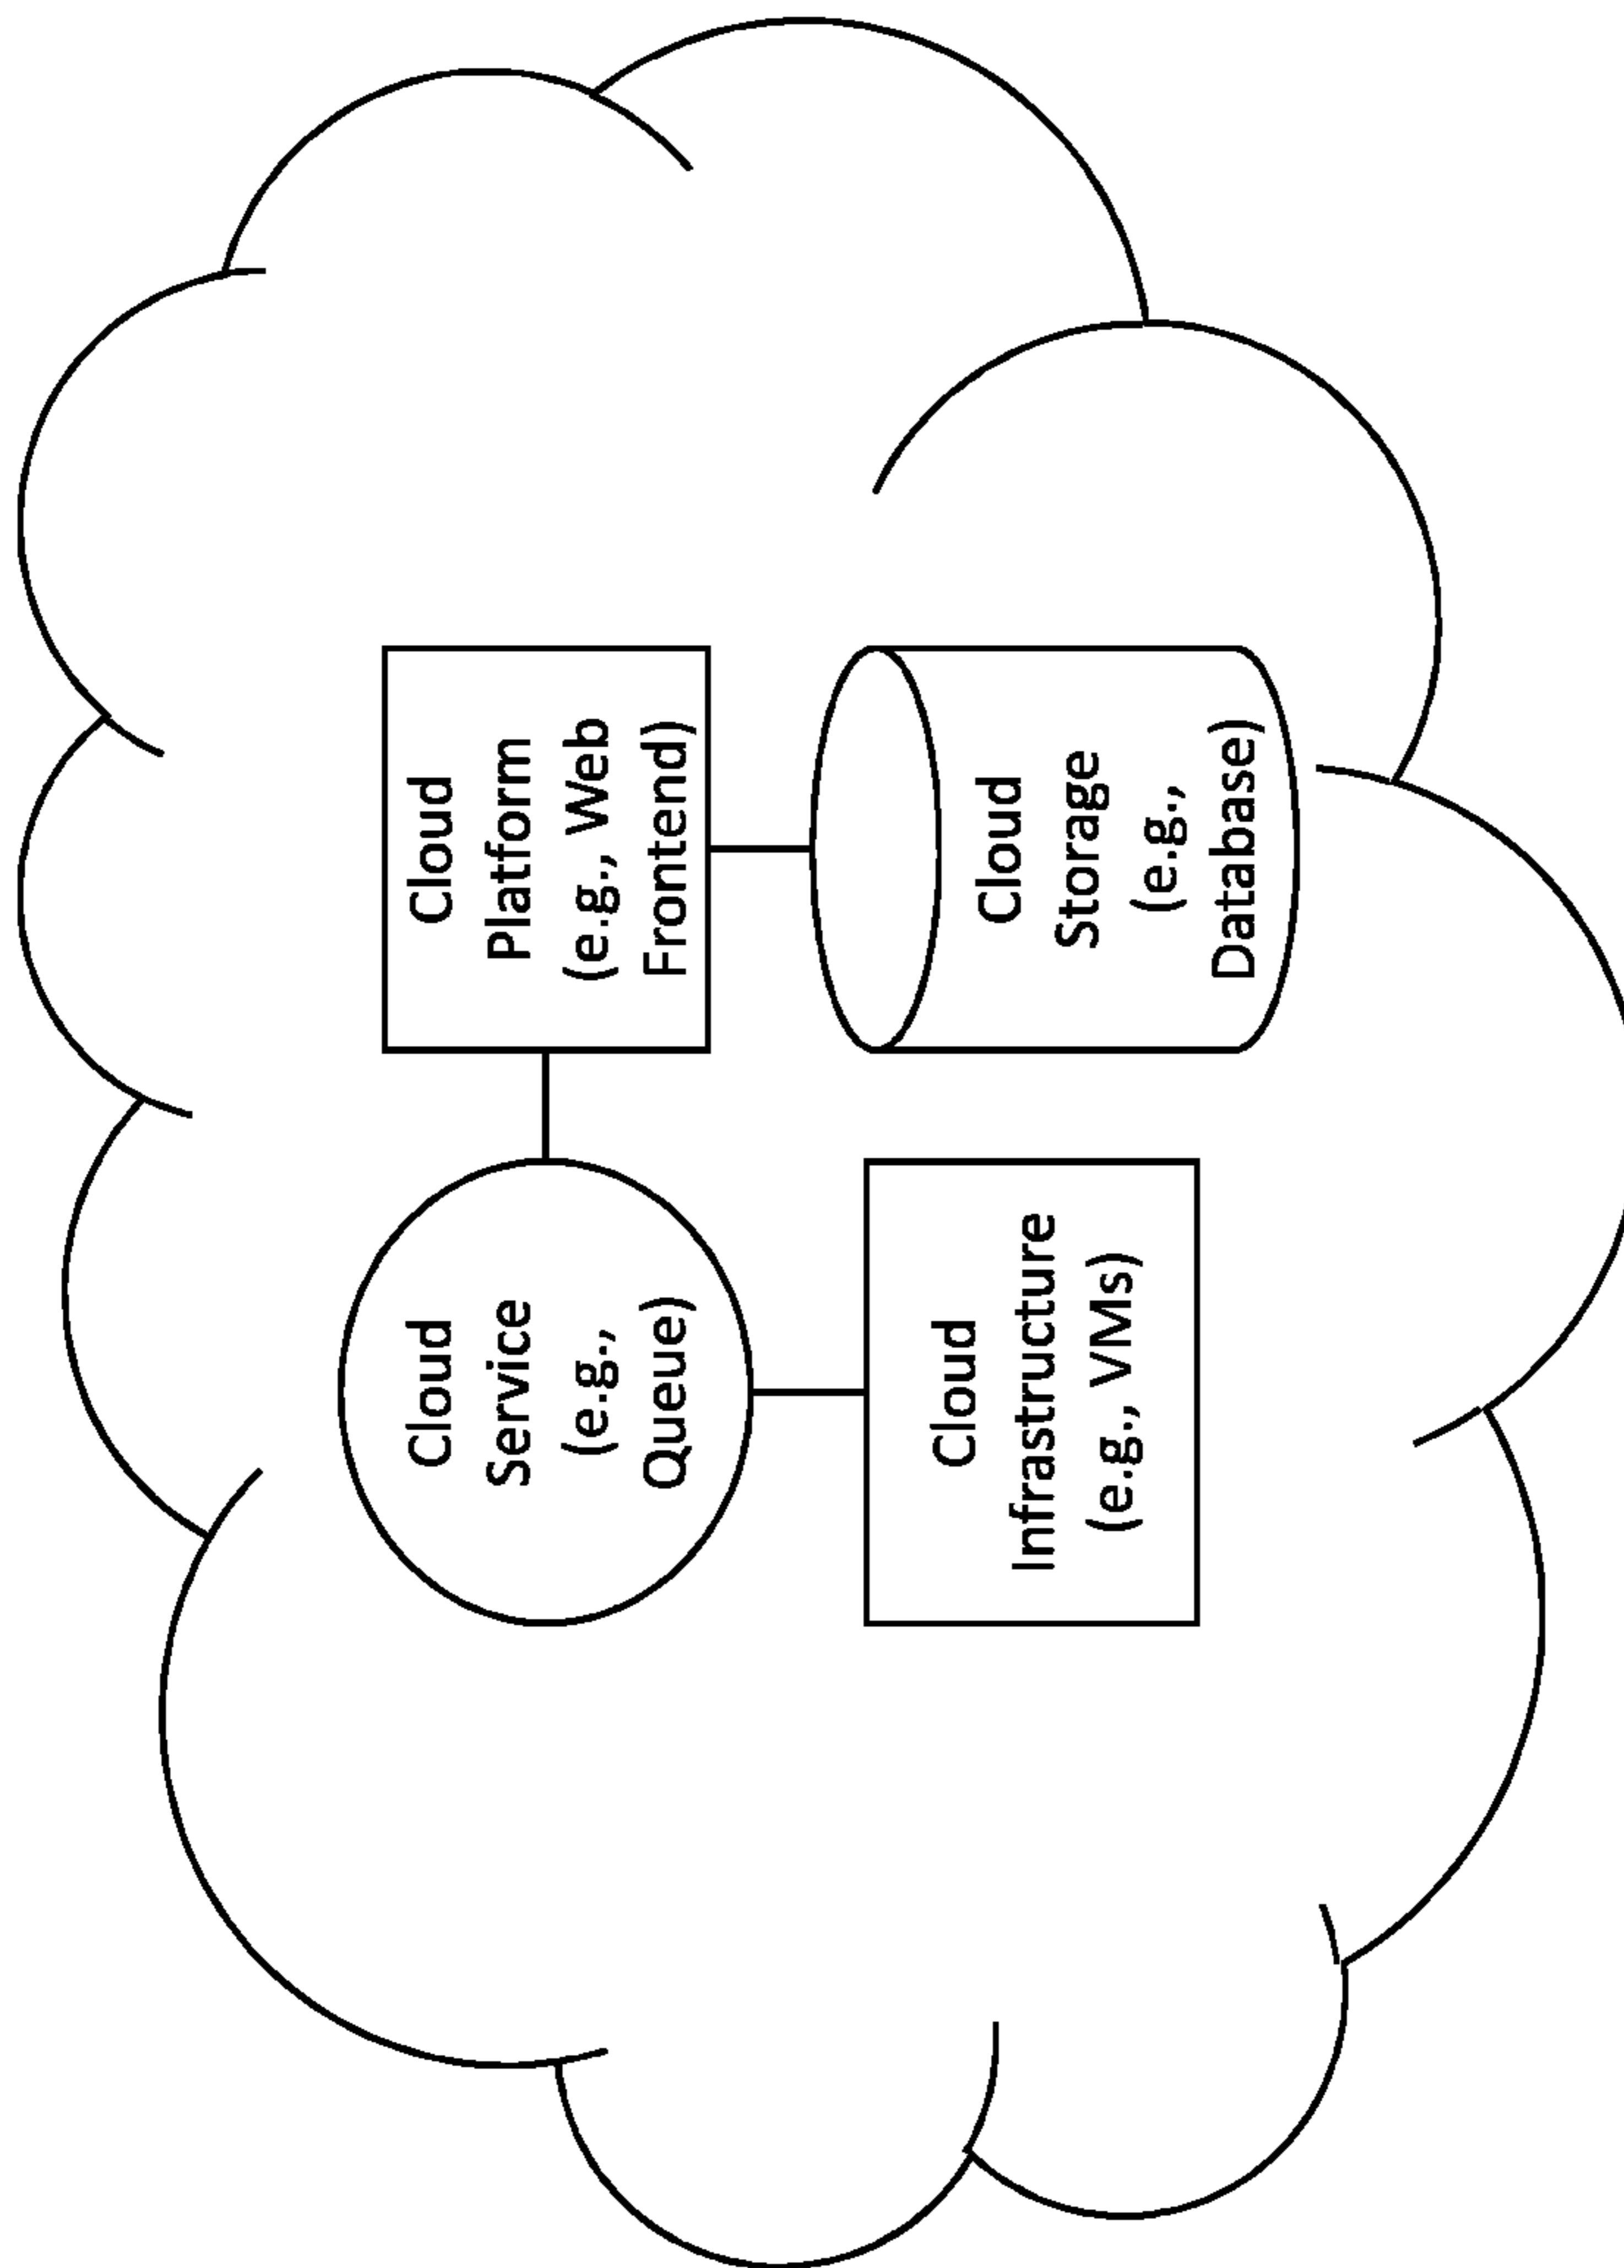 Cloud
Service
(e.g.,
Queue)
Cloud
Platform
(e.g., Web
Frontend)
Cloud
Infrastructure
(e.g., VMs)
Cloud
Storage
(e.g.,
Database)